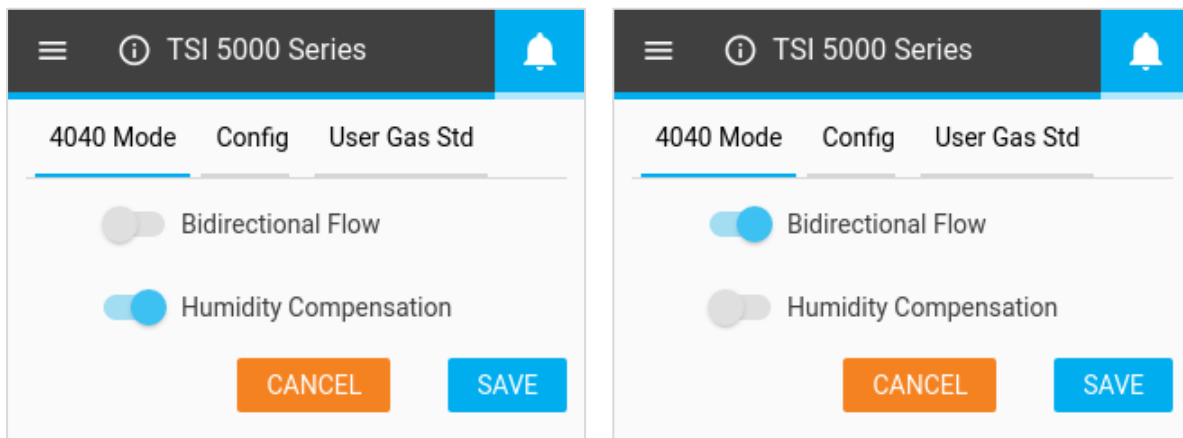 TSI 5000 Series
4040 Mode Config User Gas Std
Bidirectional Flow
Humidity Compensation
CANCEL SAVE
TSI 5000 Series
4040 Mode Config User Gas Std
Bidirectional Flow
Humidity Compensation
CANCEL SAVE